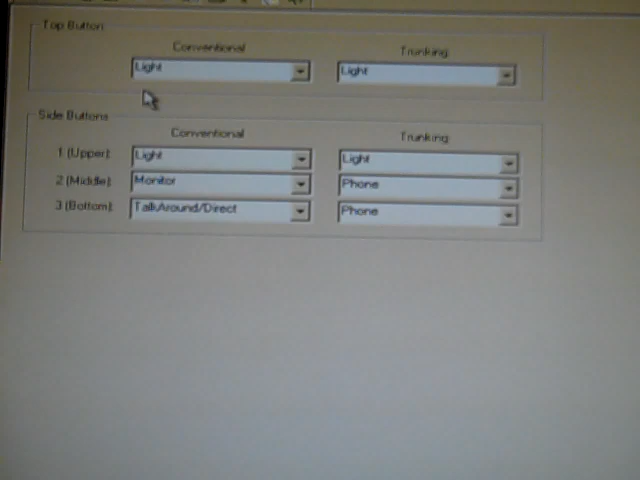 Top Button
Conventional Trunking
Light Light
Side Buttons
Conventional Trunking
1 (Upper): Light Light
2 (Middle): Monitor Phone
3 (Bottom): TalkAround/Direct Phone